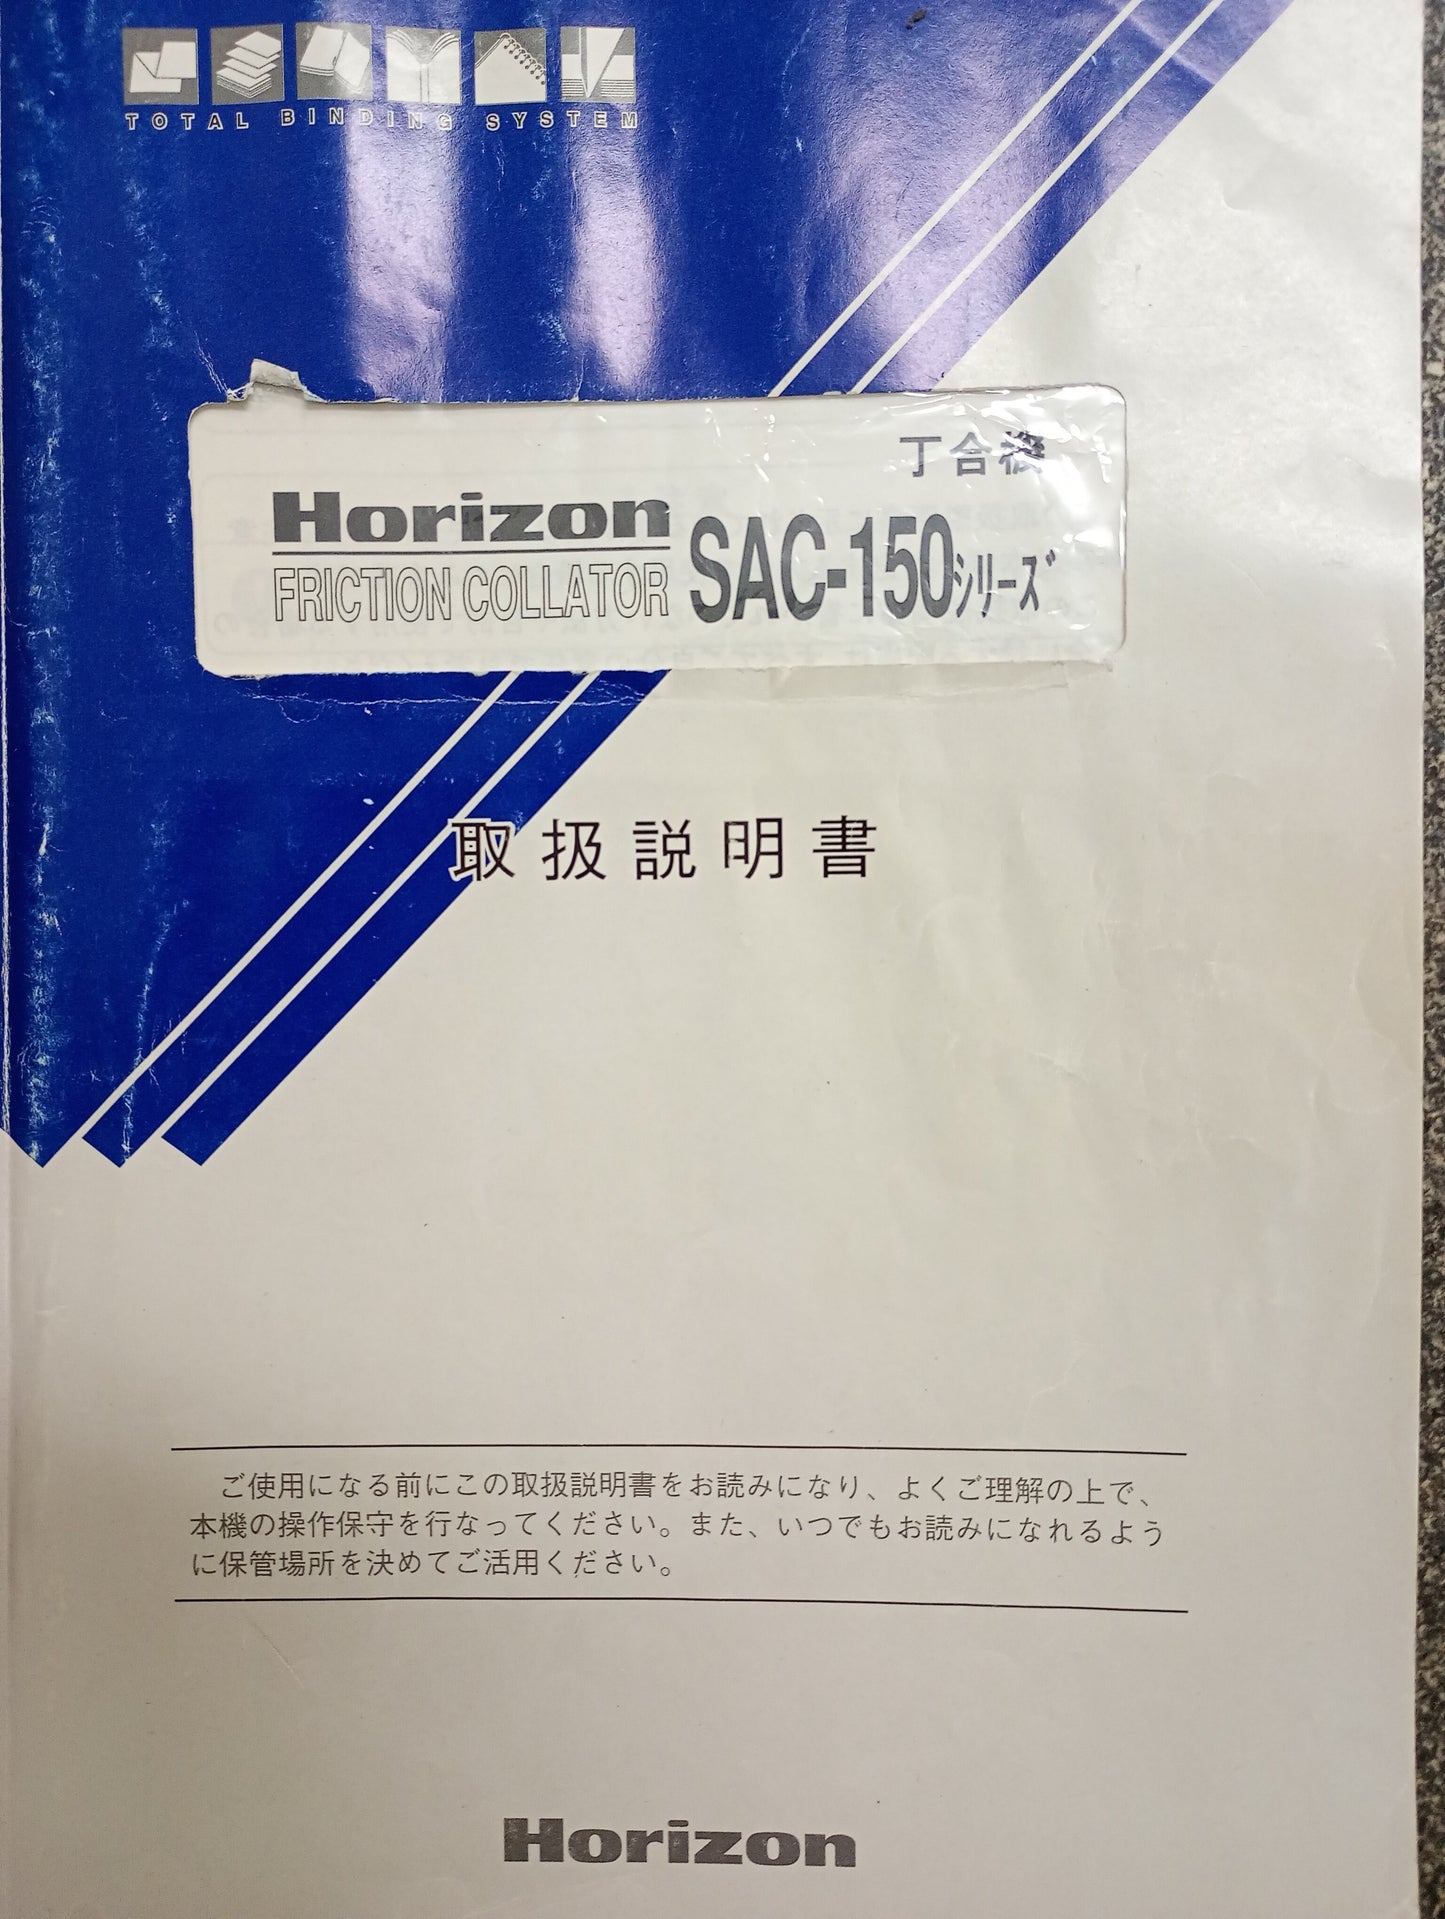 TOTAL BINDING SYSTEM
丁合機
Horizon
FRICTION COLLATOR SAC-150シリーズ
取扱説明書
ご使用になる前にこの取扱説明書をお読みになり、よくご理解の上で、
本機の操作保守を行なってください。また、いつでもお読みになれるよう
に保管場所を決めてご活用ください。
Horizon